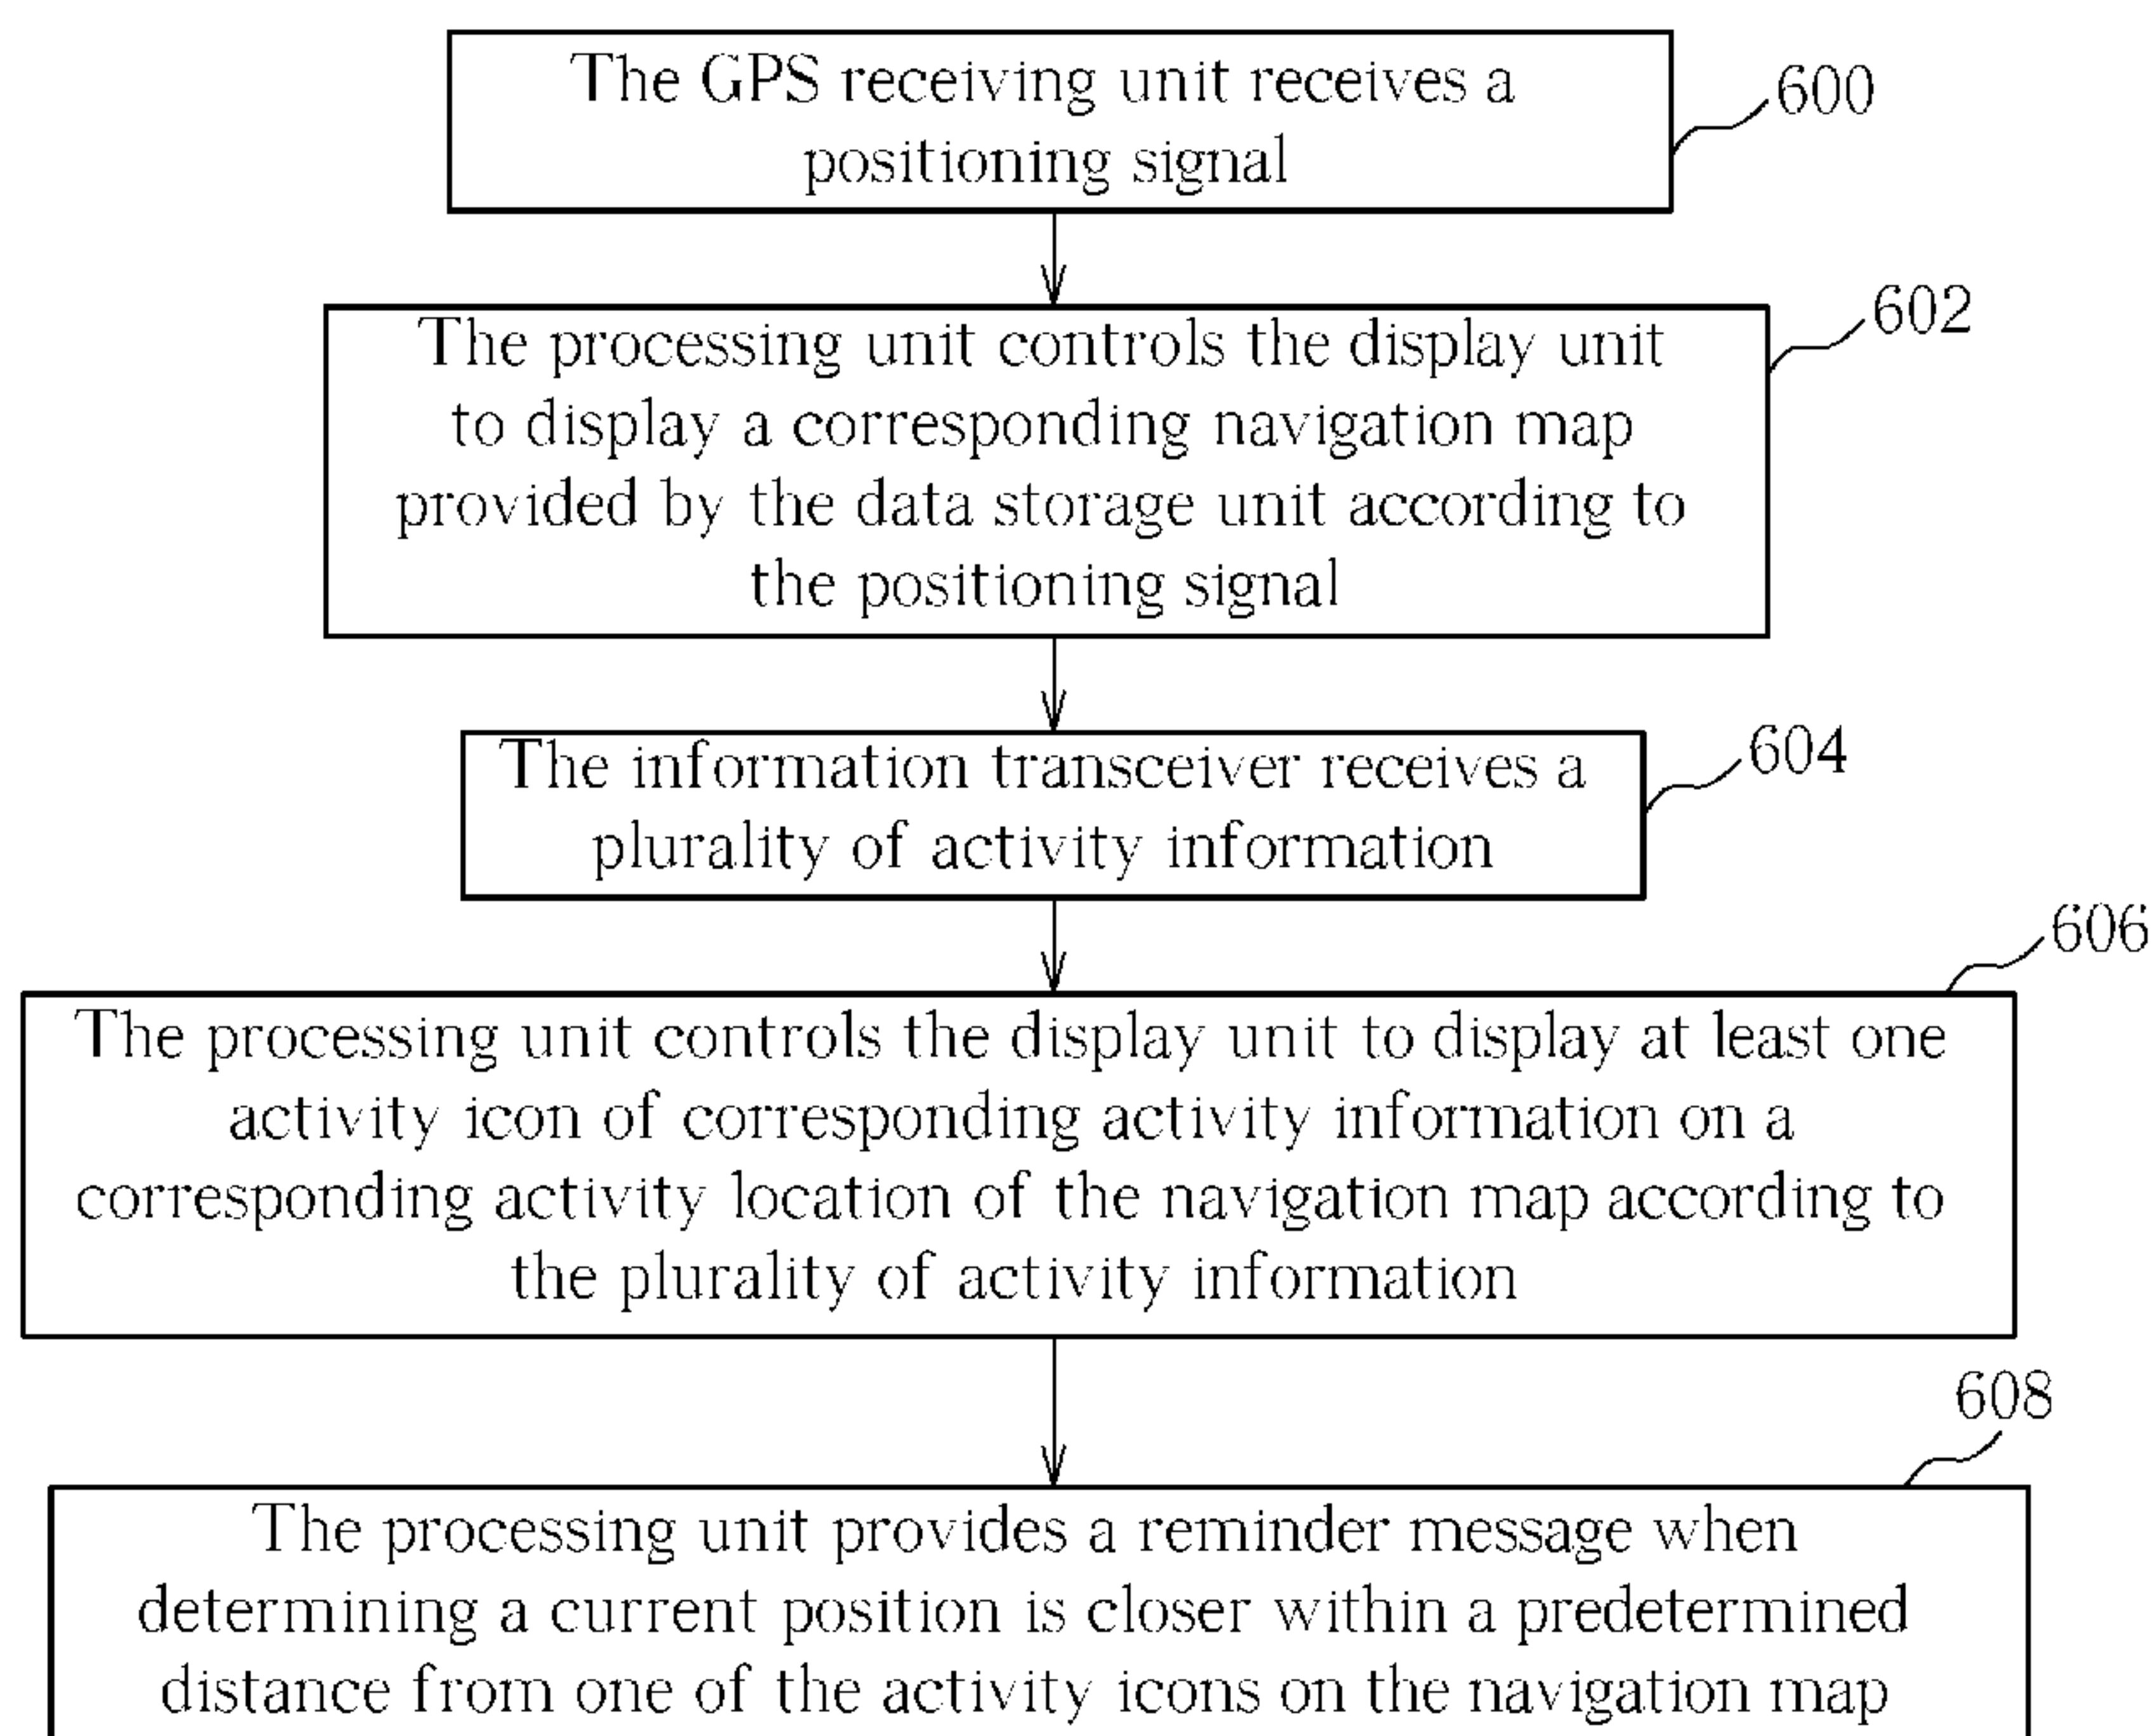 The GPS receiving unit receives a
positioning signal
600
The processing unit controls the display unit
to display a corresponding navigation map
provided by the data storage unit according to
the positioning signal
602
The information transceiver receives a
plurality of activity information
604
The processing unit controls the display unit to display at least one
activity icon of corresponding activity information on a
corresponding activity location of the navigation map according to
the plurality of activity information
606
The processing unit provides a reminder message when
determining a current position is closer within a predetermined
distance from one of the activity icons on the navigation map
608